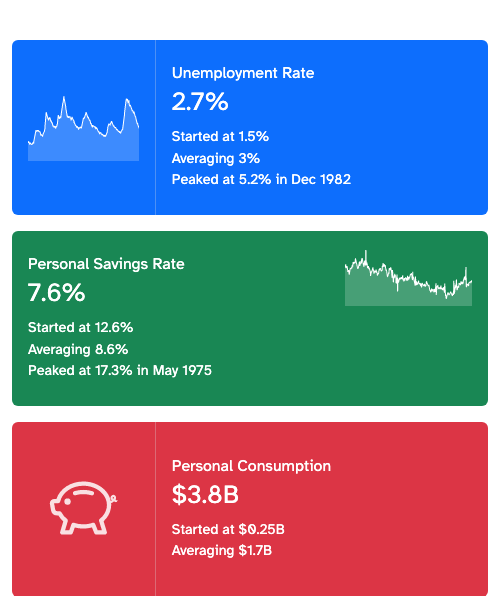 Unemployment Rate
2.7%
Started at 1.5%
Averaging 3%
Peaked at 5.2% in Dec 1982
Personal Savings Rate
7.6%
Started at 12.6%
Averaging 8.6%
Peaked at 17.3% in May 1975
Personal Consumption
$3.8B
Started at $0.25B
Averaging $1.7B